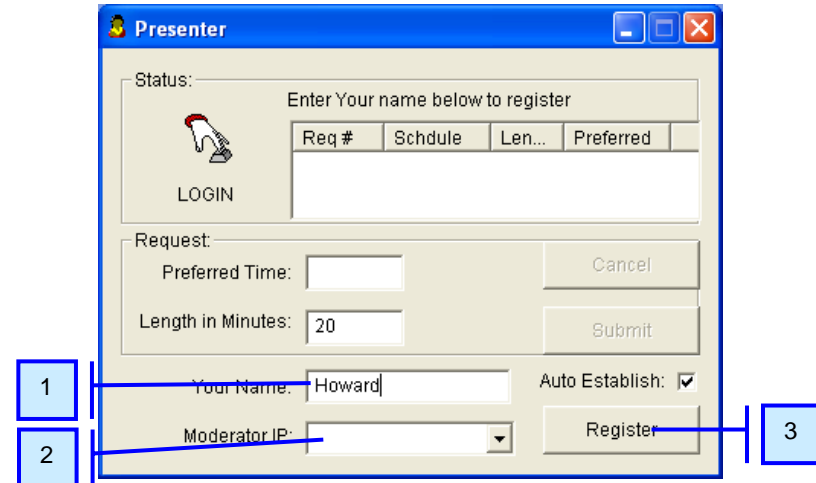 Presenter
Status:
Enter Your name below to register
Req # Schdule Len... Preferred
LOGIN
Request:
Preferred Time:
Cancel
Length in Minutes: 20
Submit
1
Your Name: Howard
Auto Establish:
2
Moderator IP:
Register
3